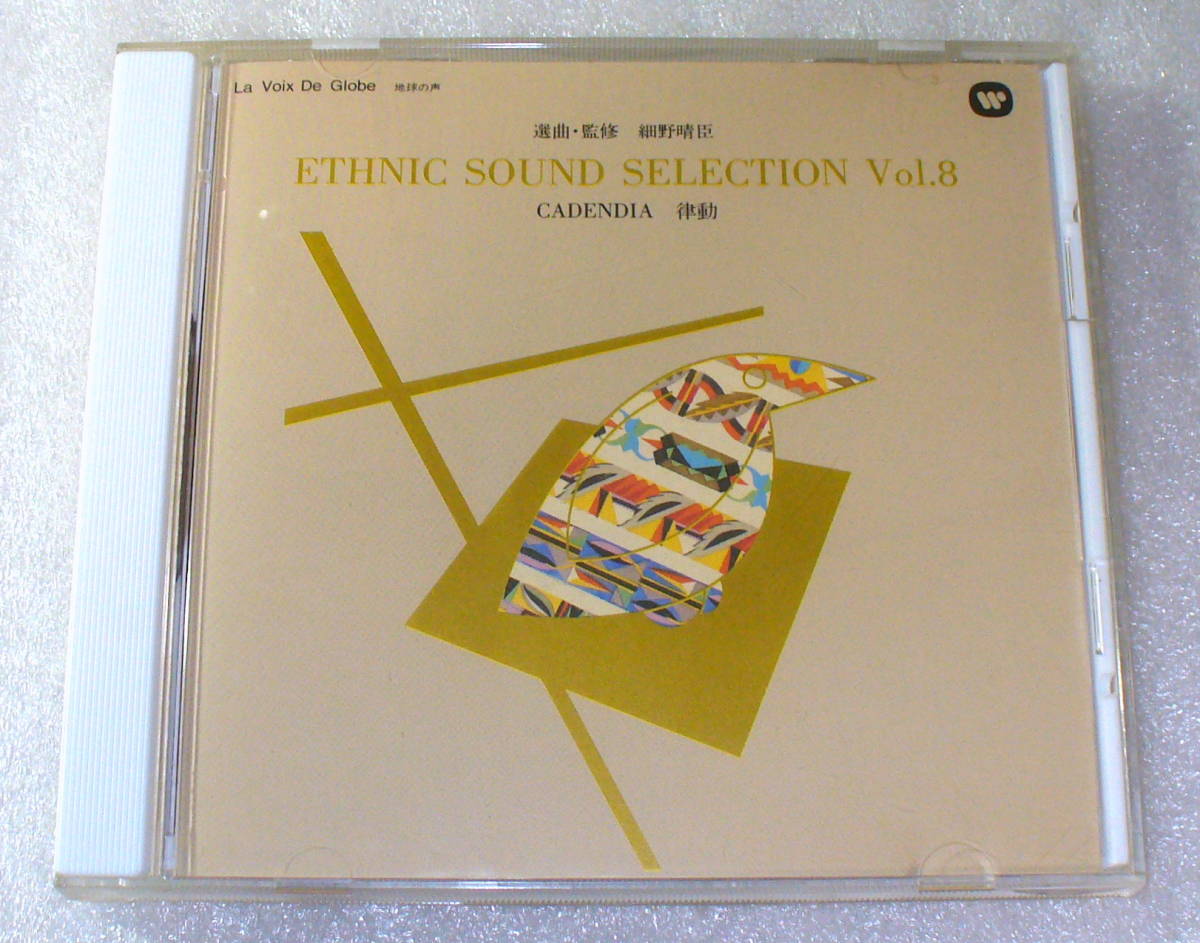 La Voix De Globe 地球の声
選曲・監修 細野晴臣
ETHNIC SOUND SELECTION Vol.8
CADENDIA 律動